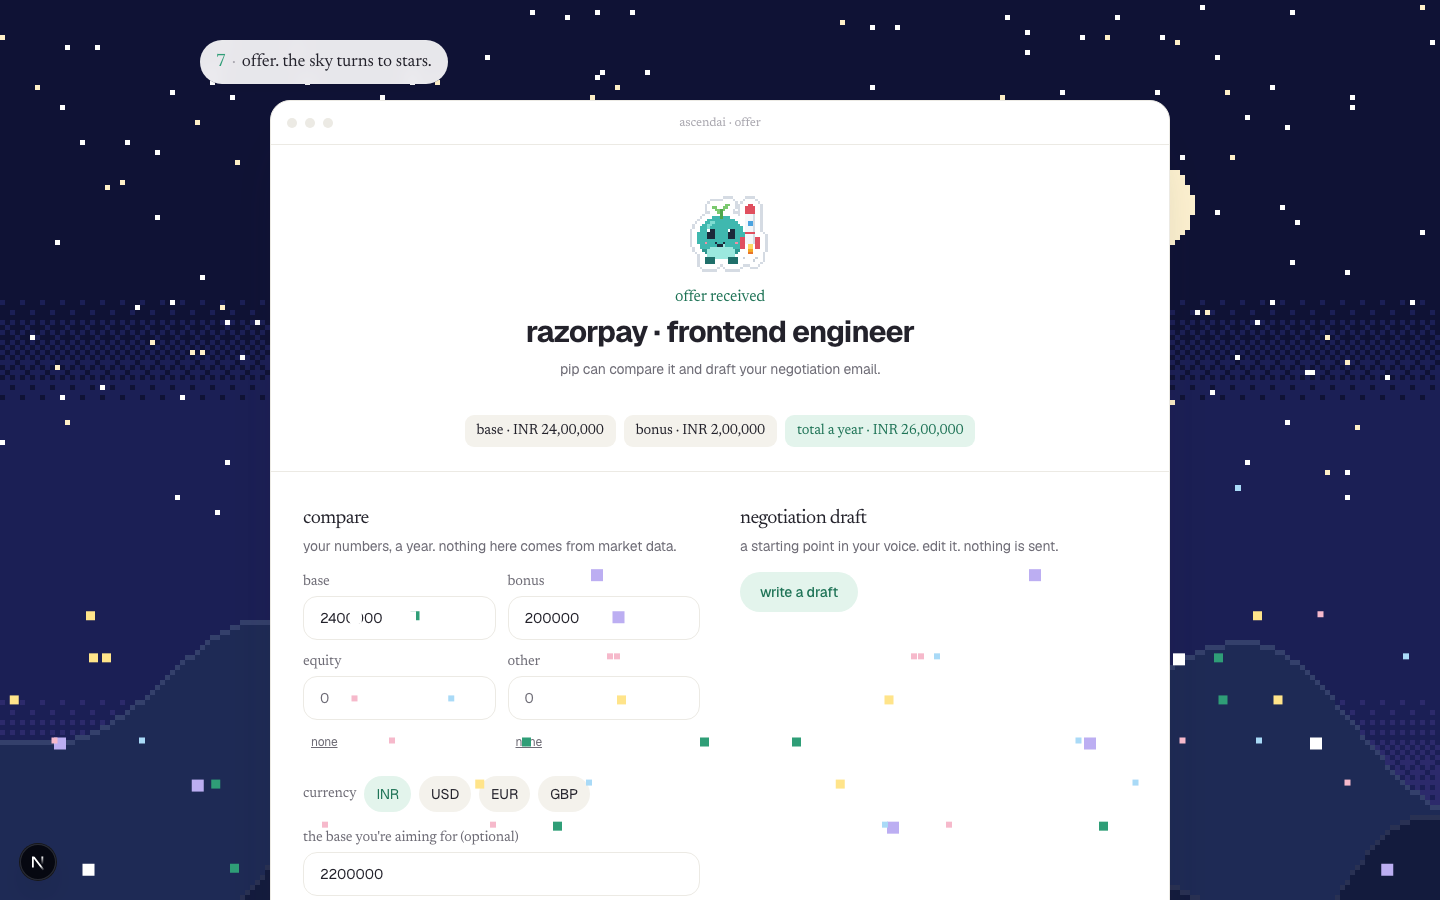 7 · offer. the sky turns to stars.
ascendai · offer
offer received
razorpay · frontend engineer
pip can compare it and draft your negotiation email.
base · INR 24,00,000
bonus · INR 2,00,000
total a year · INR 26,00,000
compare
your numbers, a year. nothing here comes from market data.
base
bonus
200000
equity
other
0
0
none
currency
INR
USD
EUR
GBP
the base you're aiming for (optional)
2200000
negotiation draft
a starting point in your voice. edit it. nothing is sent.
write a draft
N